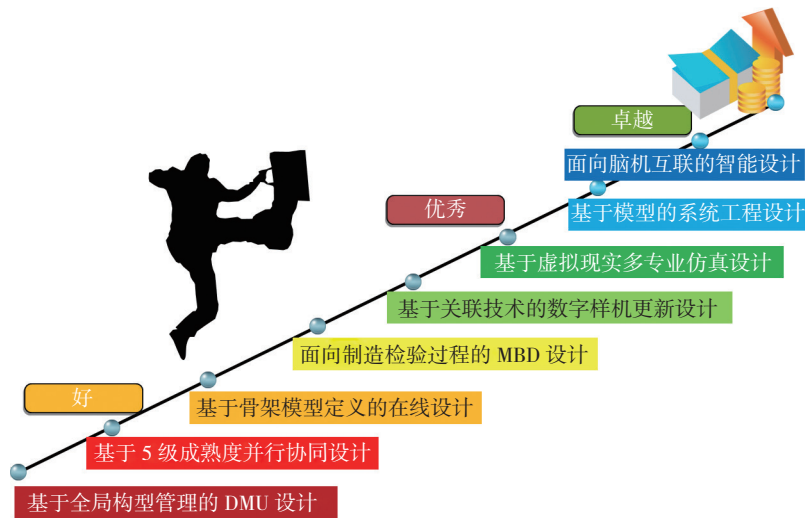 卓越
面向脑机互联的智能设计
优秀
基于模型的系统工程设计
基于虚拟现实多专业仿真设计
基于关联技术的数字样机更新设计
面向制造检验过程的 MBD 设计
好
基于骨架模型定义的在线设计
基于 5 级成熟度并行协同设计
基于全局构型管理的 DMU 设计